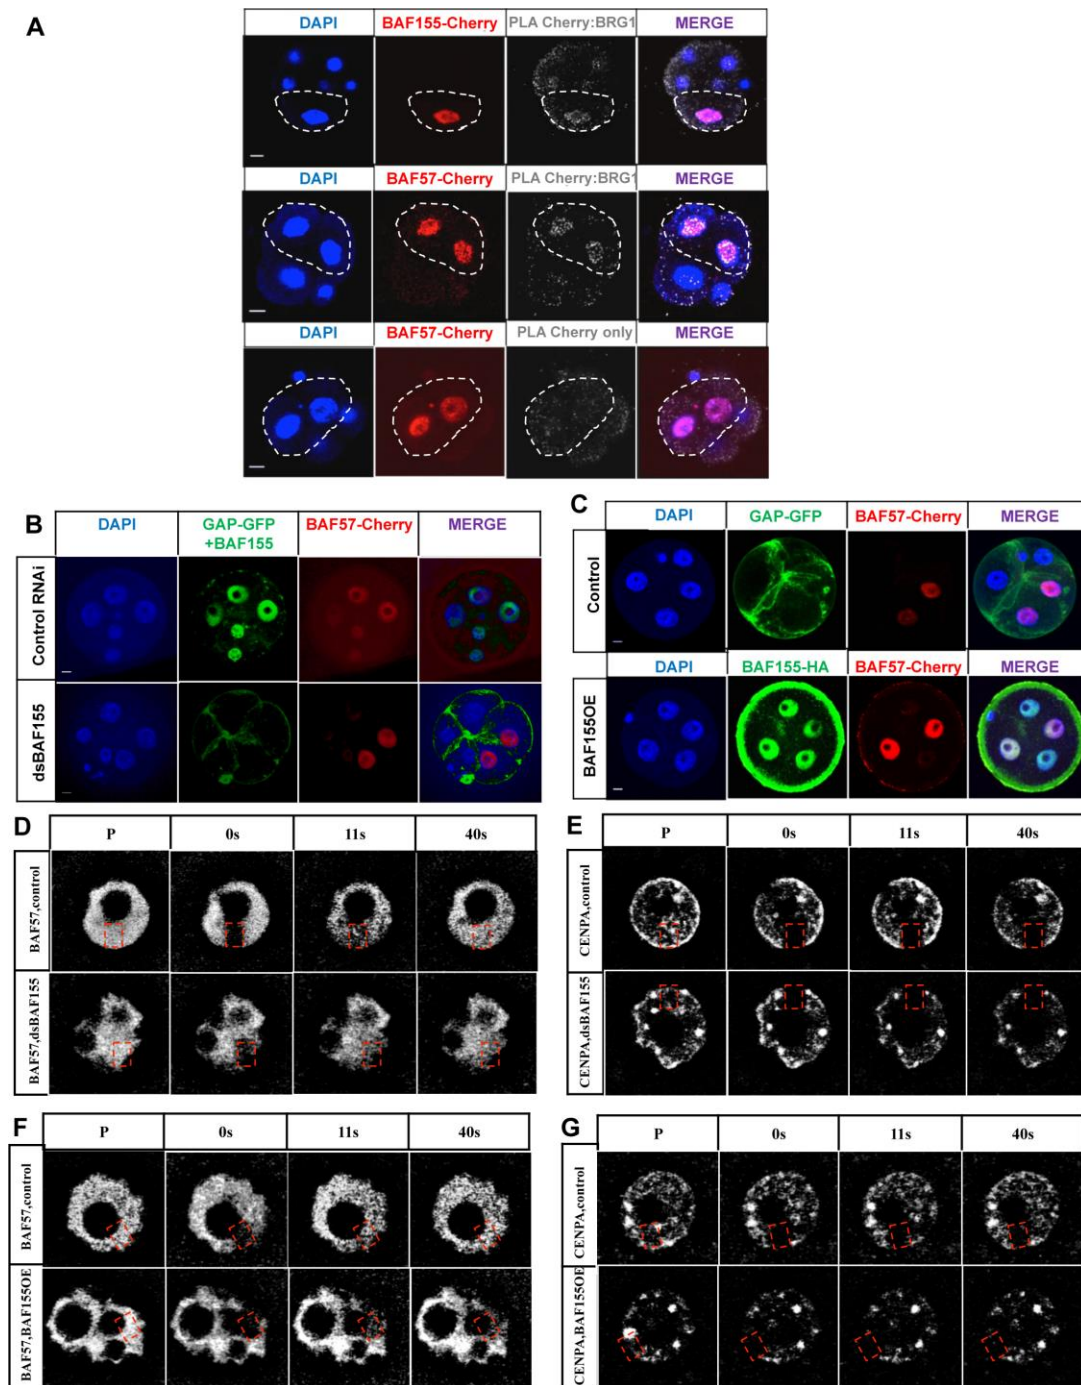 A
DAPI BAF155-Cherry PLA Cherry:BRG1 MERGE
DAPI BAF57-Cherry PLA Cherry:BRG1 MERGE
DAPI BAF57-Cherry PLA Cherry only MERGE
B
DAPI GAP-GFP BAF57-Cherry MERGE
+BAF155
Control RNAi
dsBAF155
C
DAPI GAP-GFP BAF57-Cherry MERGE
Control
DAPI BAF155-HA BAF57-Cherry MERGE
BAF155OE
D
P 0s 11s 40s
BAF57,control
BAF57,dsBAF155
E
P 0s 11s 40s
CENPA,control
CENPA,dsBAF155
F
P 0s 11s 40s
BAF57,control
BAF57,BAF155OE
G
P 0s 11s 40s
CENPA,control
CENPA,BAF155OE